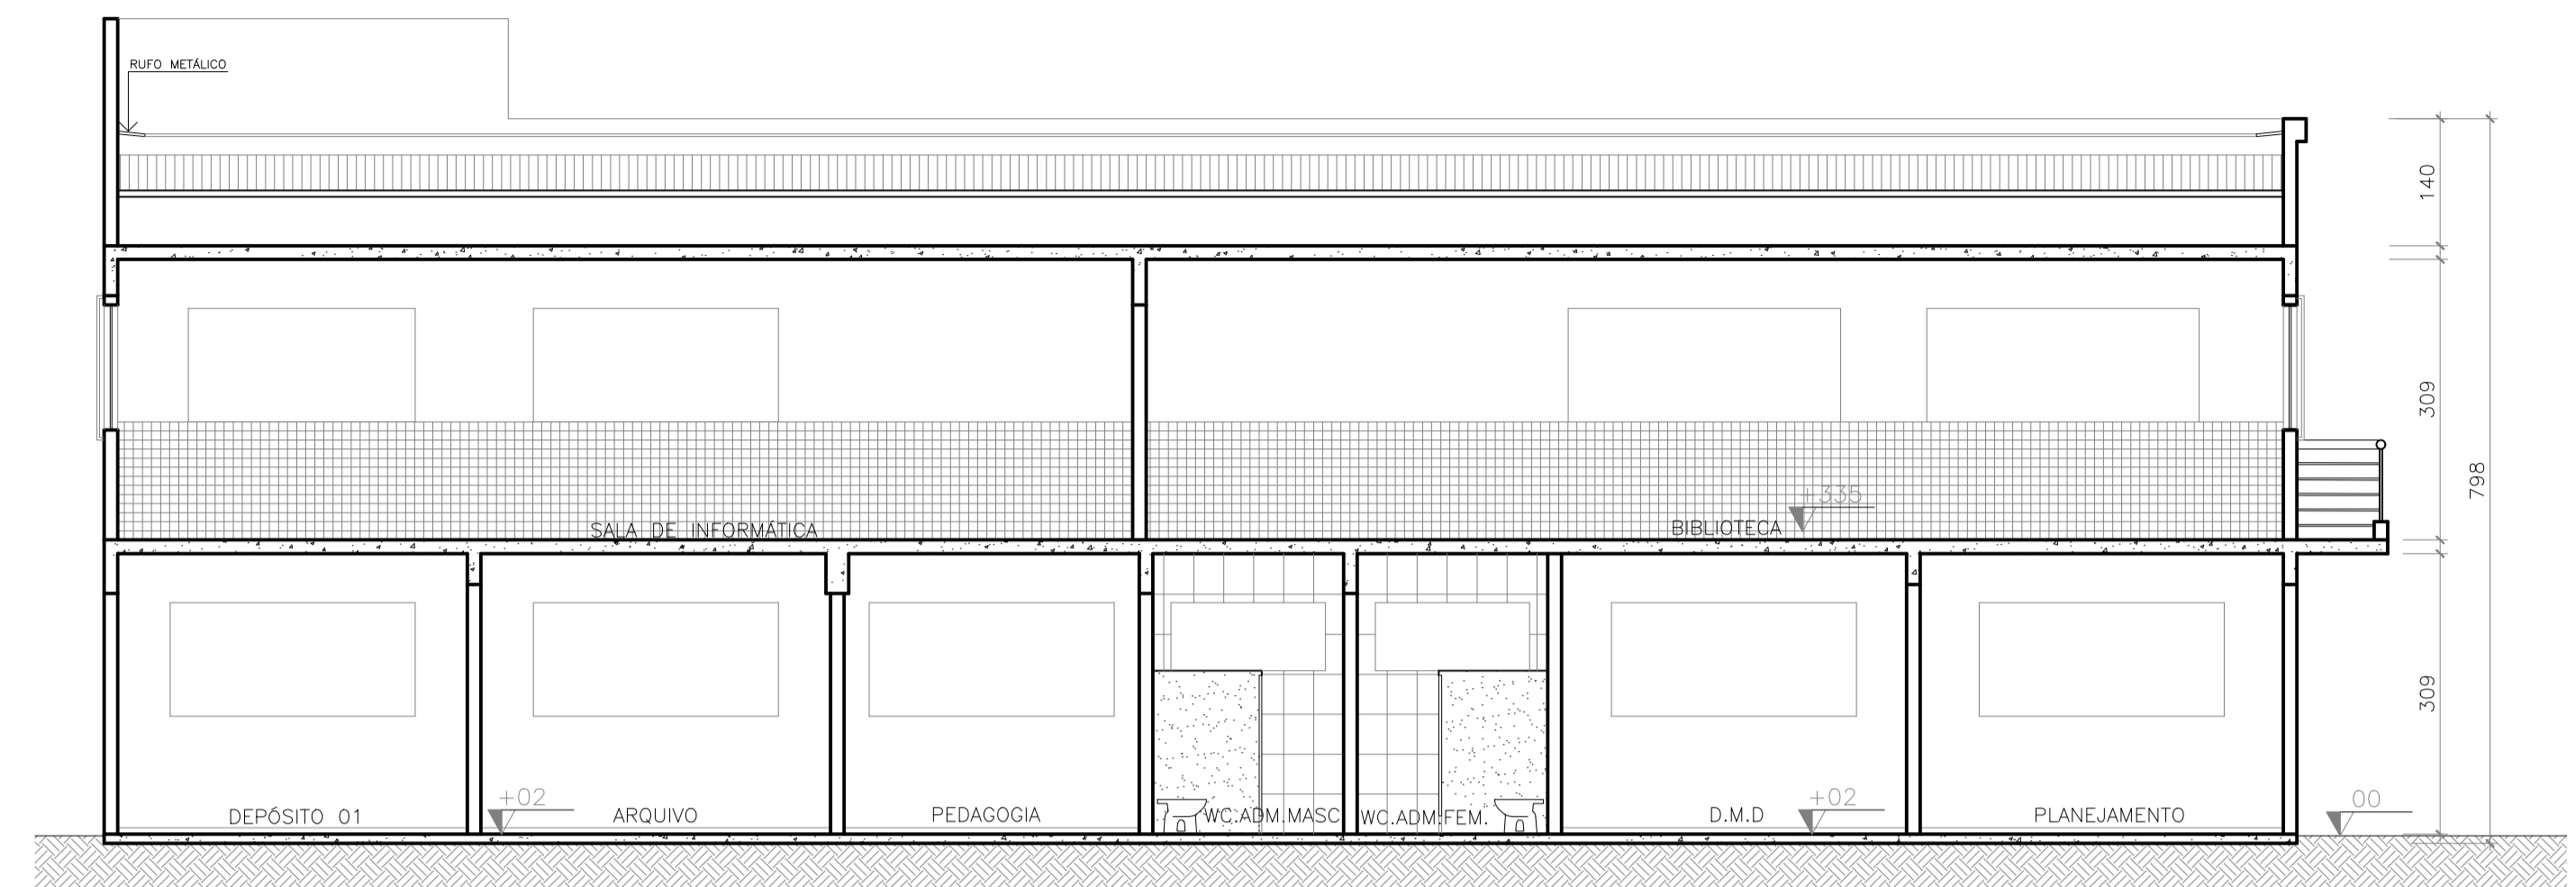 RUFO METÁLICO
140
309
798
+335
SALA DE INFORMÁTICA
BIBLIOTECA
309
+02
+02
00
DEPÓSITO 01
ARQUIVO
PEDAGOGIA
WC.ADM.MASC
WC.ADM.FEM.
D.M.D
PLANEJAMENTO